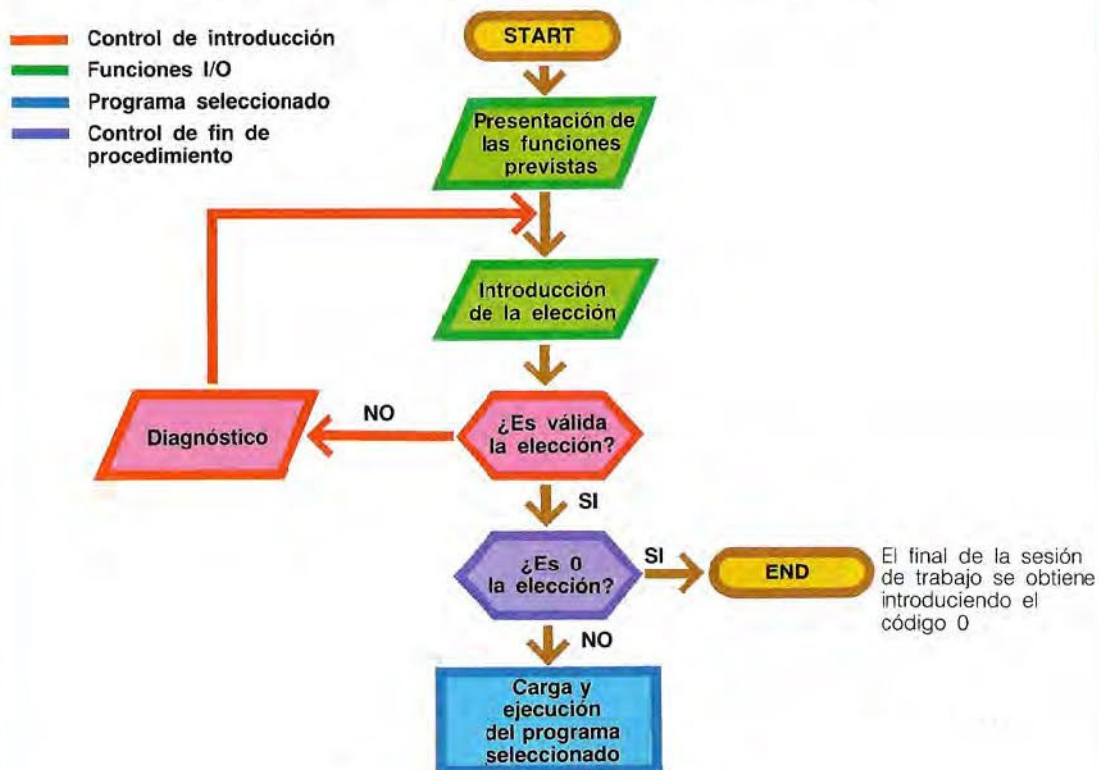 Control de introducción
Funciones I/O
Programa seleccionado
Control de fin de
procedimiento
START
Presentación de
las funciones
previstas
Introducción
de la elección
¿Es válida
la elección?
NO
Diagnóstico
SI
¿Es 0
la elección?
SI
END
El final de la sesión
de trabajo se obtiene
introduciendo el
código 0
NO
Carga y
ejecución
del programa
seleccionado